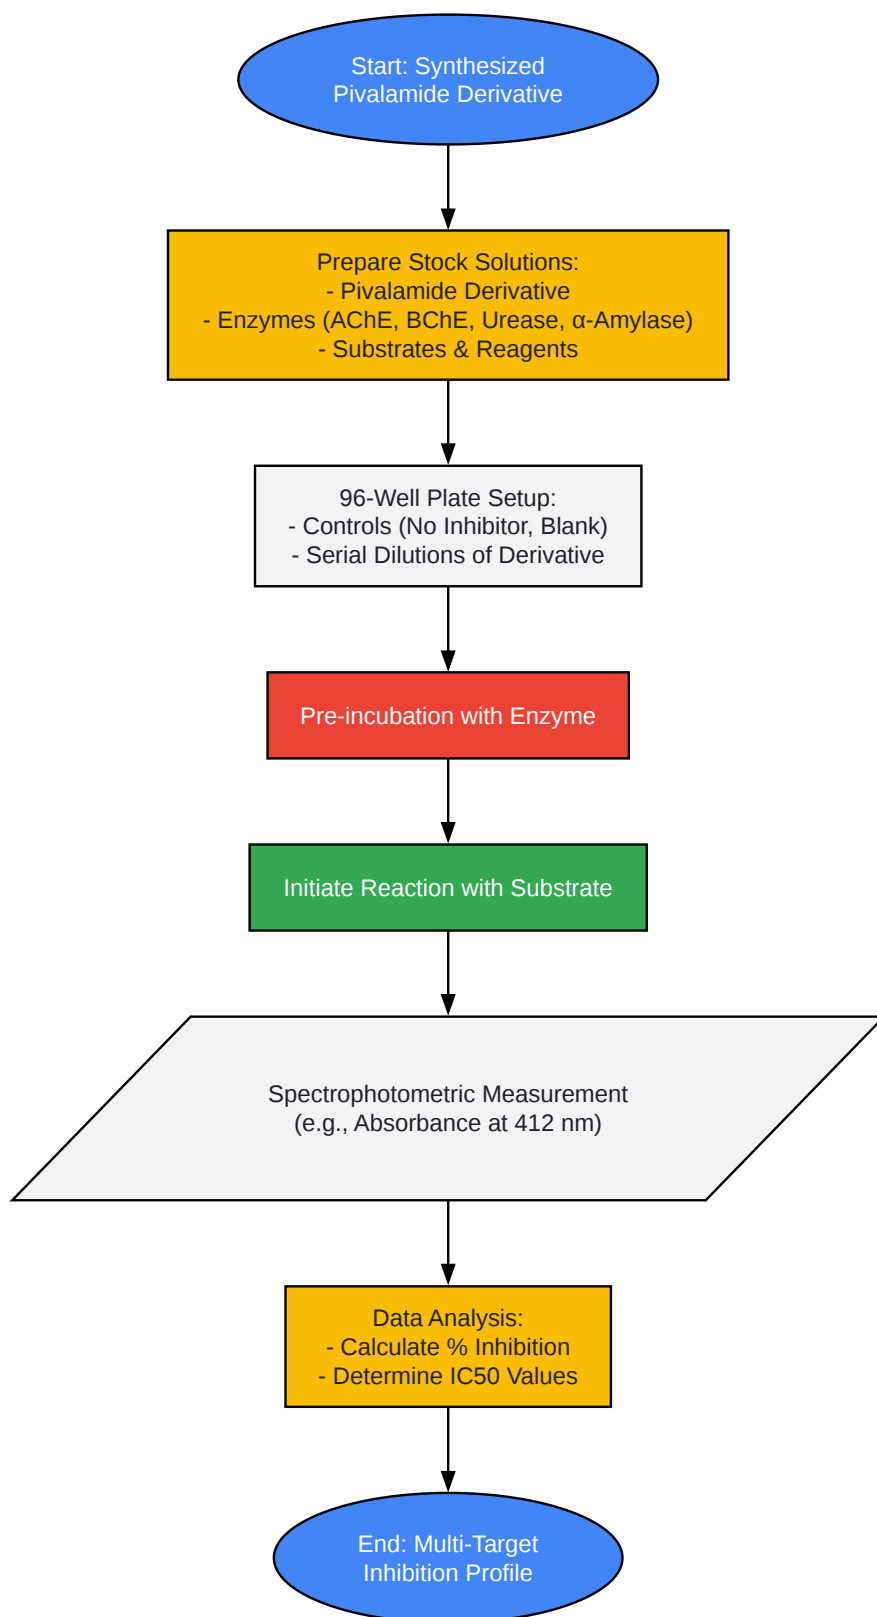 Start: Synthesized
Pivalamide Derivative
Prepare Stock Solutions:
- Pivalamide Derivative
- Enzymes (AChE, BChE, Urease, α-Amylase)
- Substrates & Reagents
96-Well Plate Setup:
- Controls (No Inhibitor, Blank)
- Serial Dilutions of Derivative
Pre-incubation with Enzyme
Initiate Reaction with Substrate
Spectrophotometric Measurement
(e.g., Absorbance at 412 nm)
Data Analysis:
- Calculate % Inhibition
- Determine IC50 Values
End: Multi-Target
Inhibition Profile